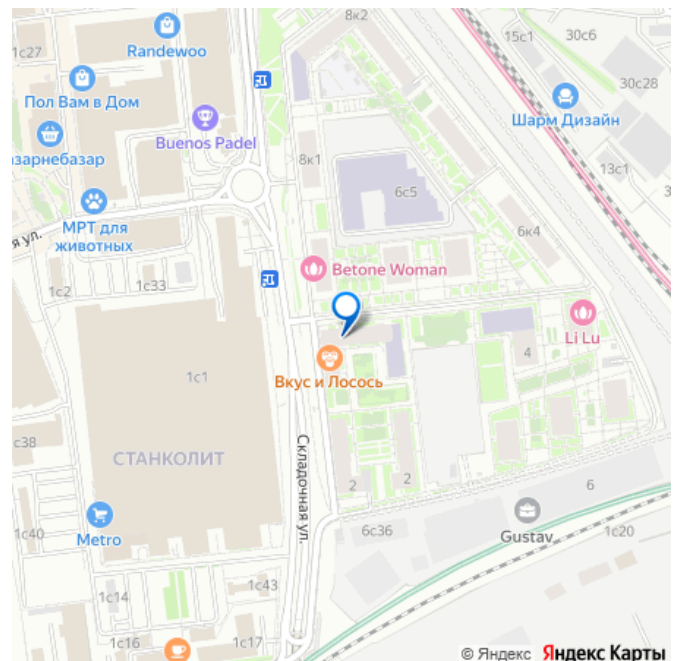 8к2
15с1
30с6
1с27
Randewoo
30с28
Пол Вам в Дом
Шарм Дизайн
Buenos Padel
азарнебазар
8к1
13с1
6с5
3
МРТ для
животных
я ул.
6к4
Betone Woman
1с2
1с33
Li Lu
4
1с1
Вкус и Лосось
с38
СТАНКОЛИТ
Складочная ул.
2
2
6
Metro
1с40
6с36
Gustav
1с20
1с14
1с43
1с16
1с17
© Яндекс Яндекс Карты